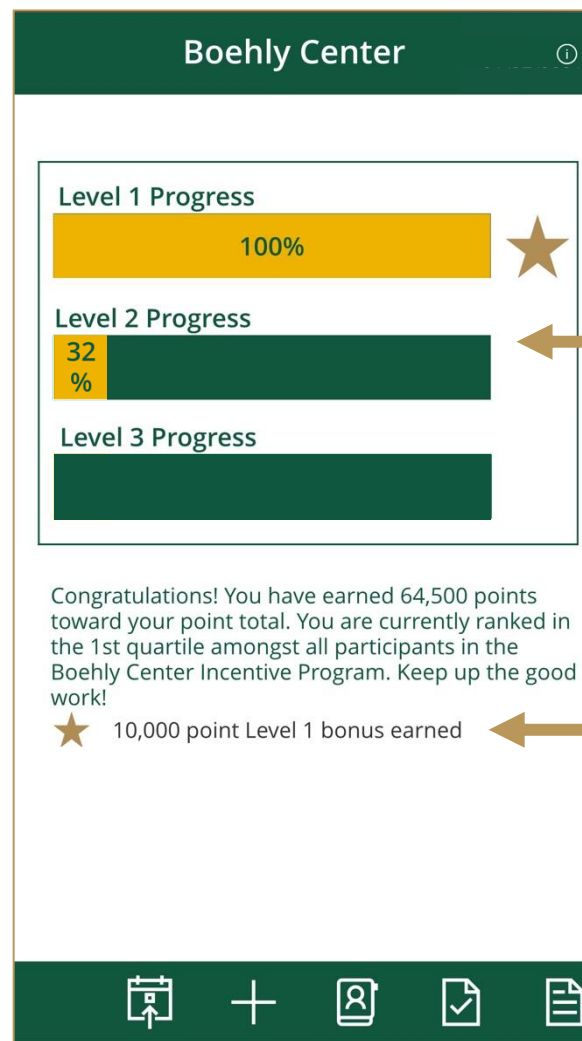 Boehly Center
Level 1 Progress
100%
Level 2 Progress
32
%
Level 3 Progress
Congratulations! You have earned 64,500 points
toward your point total. You are currently ranked in
the 1st quartile amongst all participants in the
Boehly Center Incentive Program. Keep up the good
work!
10,000 point Level 1 bonus earned